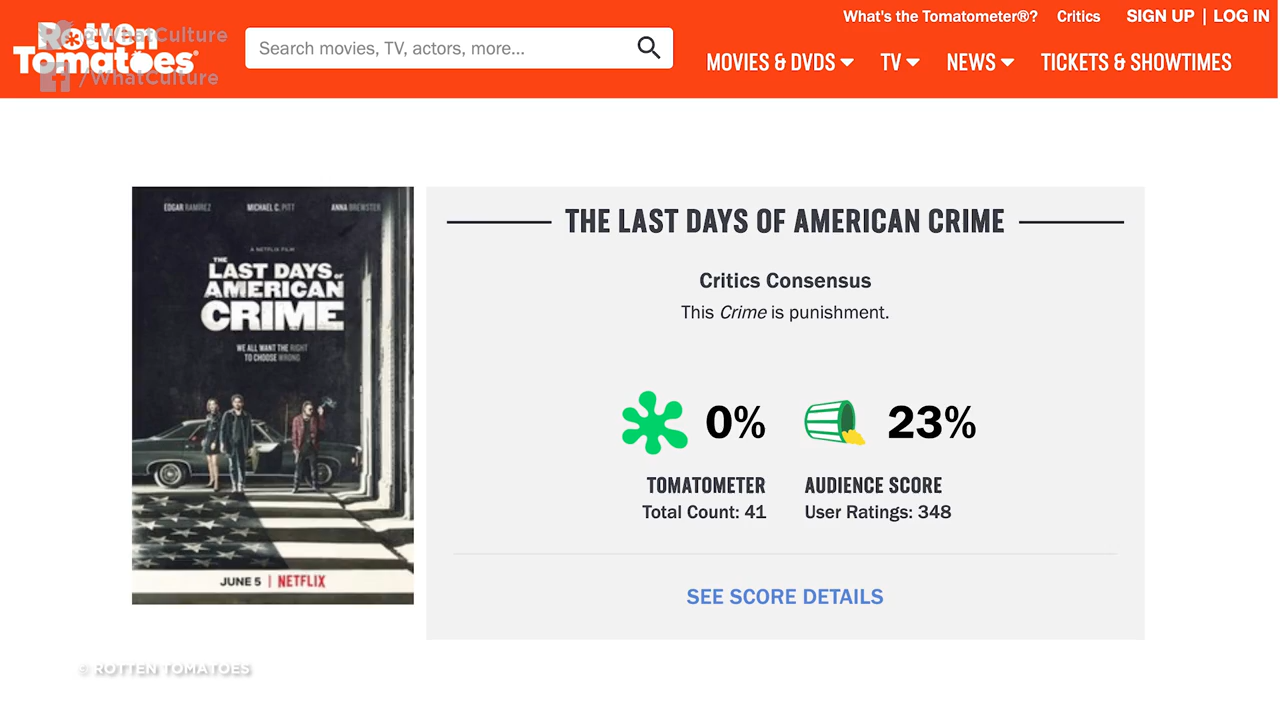 What's the Tomatometer®?
Critics
SIGN UP | LOG IN
Rotten
Tomatoes®
@WhatCulture
/WhatCulture
Search movies, TV, actors, more...
MOVIES & DVDS
TV
NEWS
TICKETS & SHOWTIMES
EDGAR RAMÍREZ MICHAEL C. PITT ANNA BREWSTER
A NETFLIX FILM
THE
LAST DAYS OF
AMERICAN
CRIME
WE ALL WANT THE RIGHT
TO CHOOSE WRONG
JUNE 5 | NETFLIX
THE LAST DAYS OF AMERICAN CRIME
Critics Consensus
This Crime is punishment.
0%
TOMATOMETER
Total Count: 41
23%
AUDIENCE SCORE
User Ratings: 348
SEE SCORE DETAILS
© ROTTEN TOMATOES